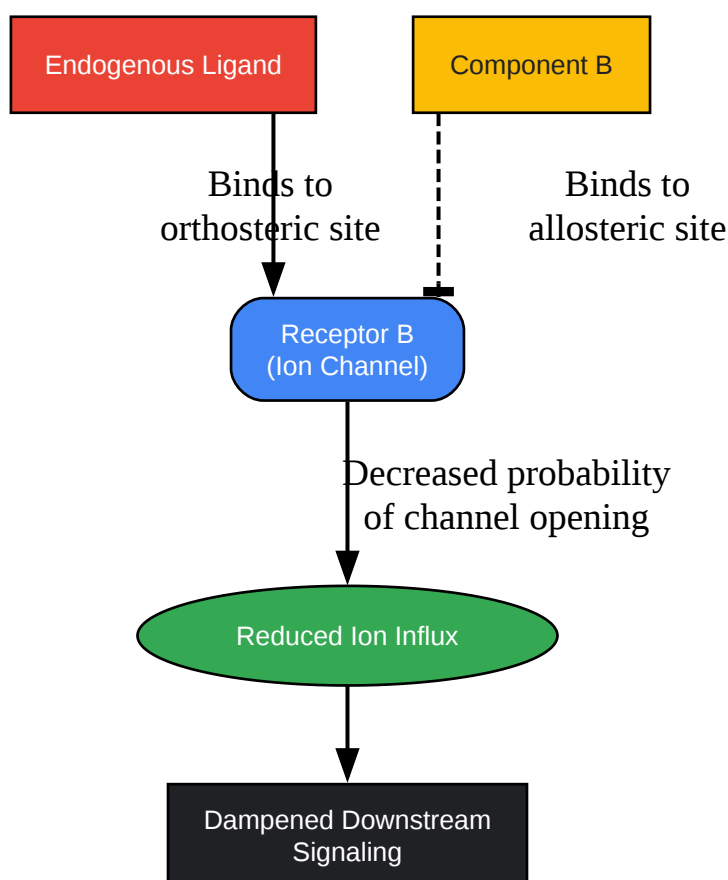 Endogenous Ligand
Component B
Binds to
orthosteric site
Binds to
allosteric site
Receptor B
(Ion Channel)
Decreased probability
of channel opening
Reduced Ion Influx
Dampened Downstream
Signaling